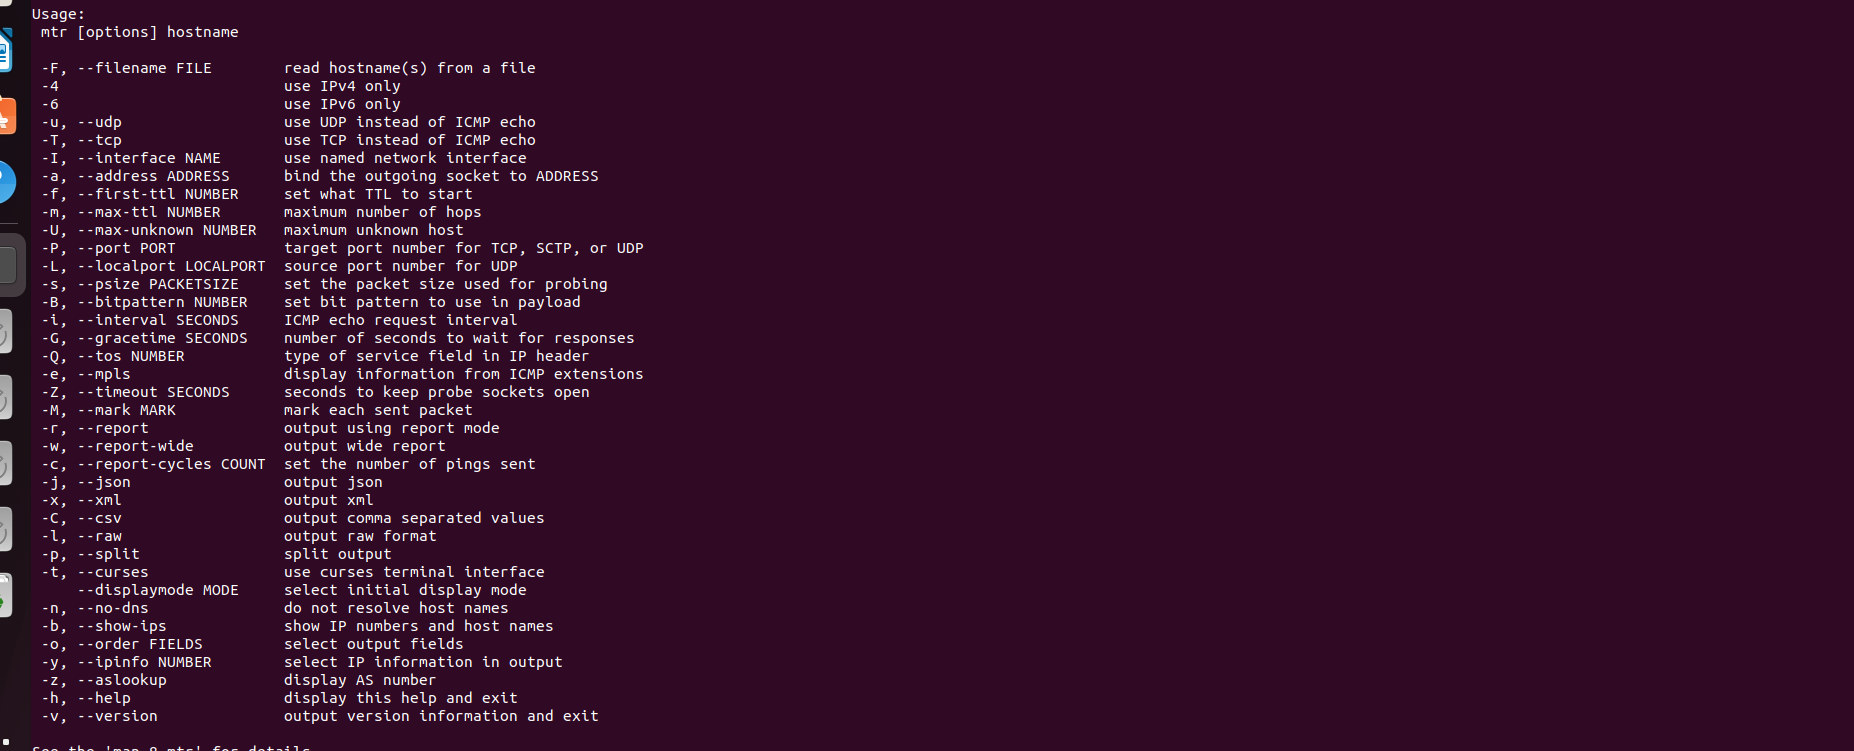 Usage:
 mtr [options] hostname

 -F, --filename FILE        read hostname(s) from a file
 -4                         use IPv4 only
 -6                         use IPv6 only
 -u, --udp                  use UDP instead of ICMP echo
 -T, --tcp                  use TCP instead of ICMP echo
 -I, --interface NAME       use named network interface
 -a, --address ADDRESS      bind the outgoing socket to ADDRESS
 -f, --first-ttl NUMBER     set what TTL to start
 -m, --max-ttl NUMBER       maximum number of hops
 -U, --max-unknown NUMBER   maximum unknown host
 -P, --port PORT            target port number for TCP, SCTP, or UDP
 -L, --localport LOCALPORT  source port number for UDP
 -s, --psize PACKETSIZE     set the packet size used for probing
 -B, --bitpattern NUMBER    set bit pattern to use in payload
 -i, --interval SECONDS     ICMP echo request interval
 -G, --gracetime SECONDS    number of seconds to wait for responses
 -Q, --tos NUMBER           type of service field in IP header
 -e, --mpls                 display information from ICMP extensions
 -Z, --timeout SECONDS      seconds to keep probe sockets open
 -M, --mark MARK            mark each sent packet
 -r, --report               output using report mode
 -w, --report-wide          output wide report
 -c, --report-cycles COUNT  set the number of pings sent
 -j, --json                 output json
 -x, --xml                  output xml
 -C, --csv                  output comma separated values
 -l, --raw                  output raw format
 -p, --split                split output
 -t, --curses               use curses terminal interface
     --displaymode MODE     select initial display mode
 -n, --no-dns               do not resolve host names
 -b, --show-ips             show IP numbers and host names
 -o, --order FIELDS         select output fields
 -y, --ipinfo NUMBER        select IP information in output
 -z, --aslookup             display AS number
 -h, --help                 display this help and exit
 -v, --version              output version information and exit

See the 'man 8 mtr' for details.